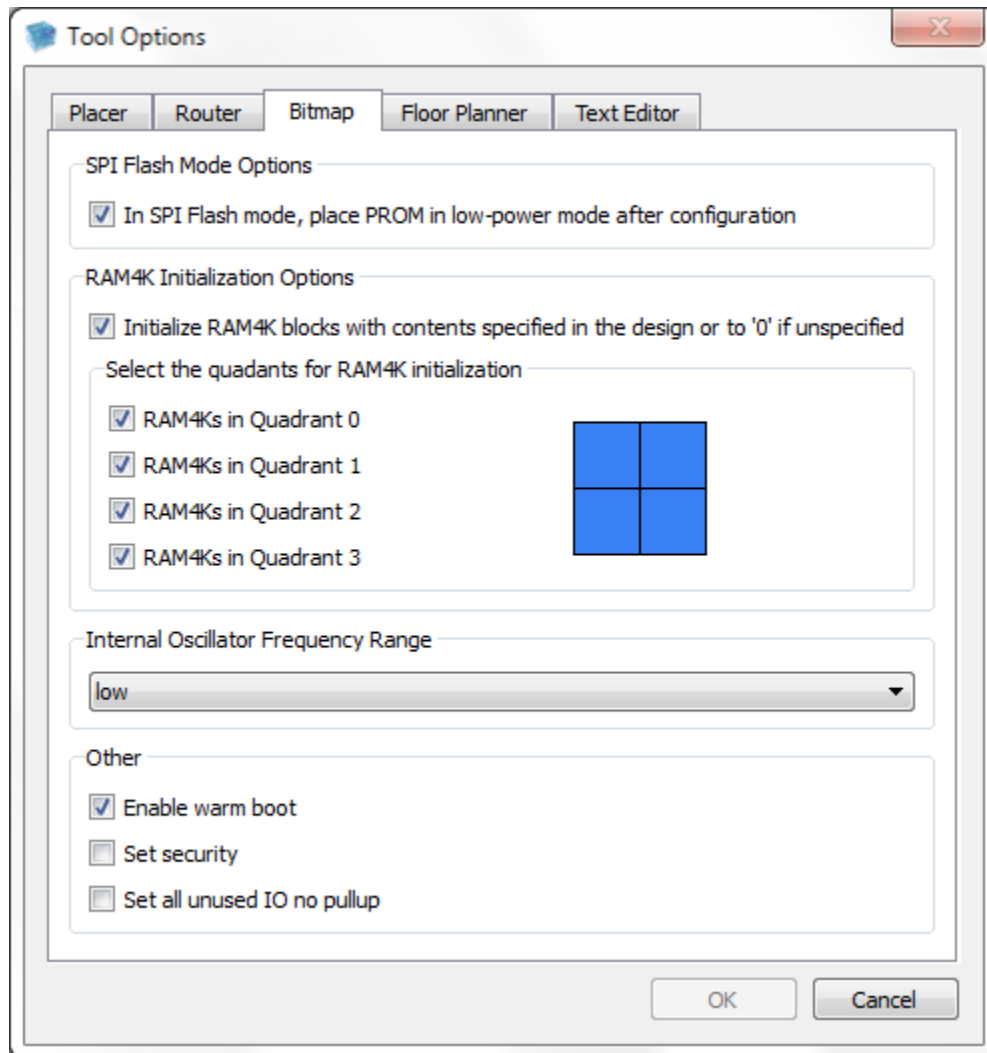 Tool Options
Placer Router Bitmap Floor Planner Text Editor
SPI Flash Mode Options
In SPI Flash mode, place PROM in low-power mode after configuration
RAM4K Initialization Options
Initialize RAM4K blocks with contents specified in the design or to '0' if unspecified
Select the quadants for RAM4K initialization
RAM4Ks in Quadrant 0
RAM4Ks in Quadrant 1
RAM4Ks in Quadrant 2
RAM4Ks in Quadrant 3
Internal Oscillator Frequency Range
low
Other
Enable warm boot
Set security
Set all unused IO no pullup
OK Cancel